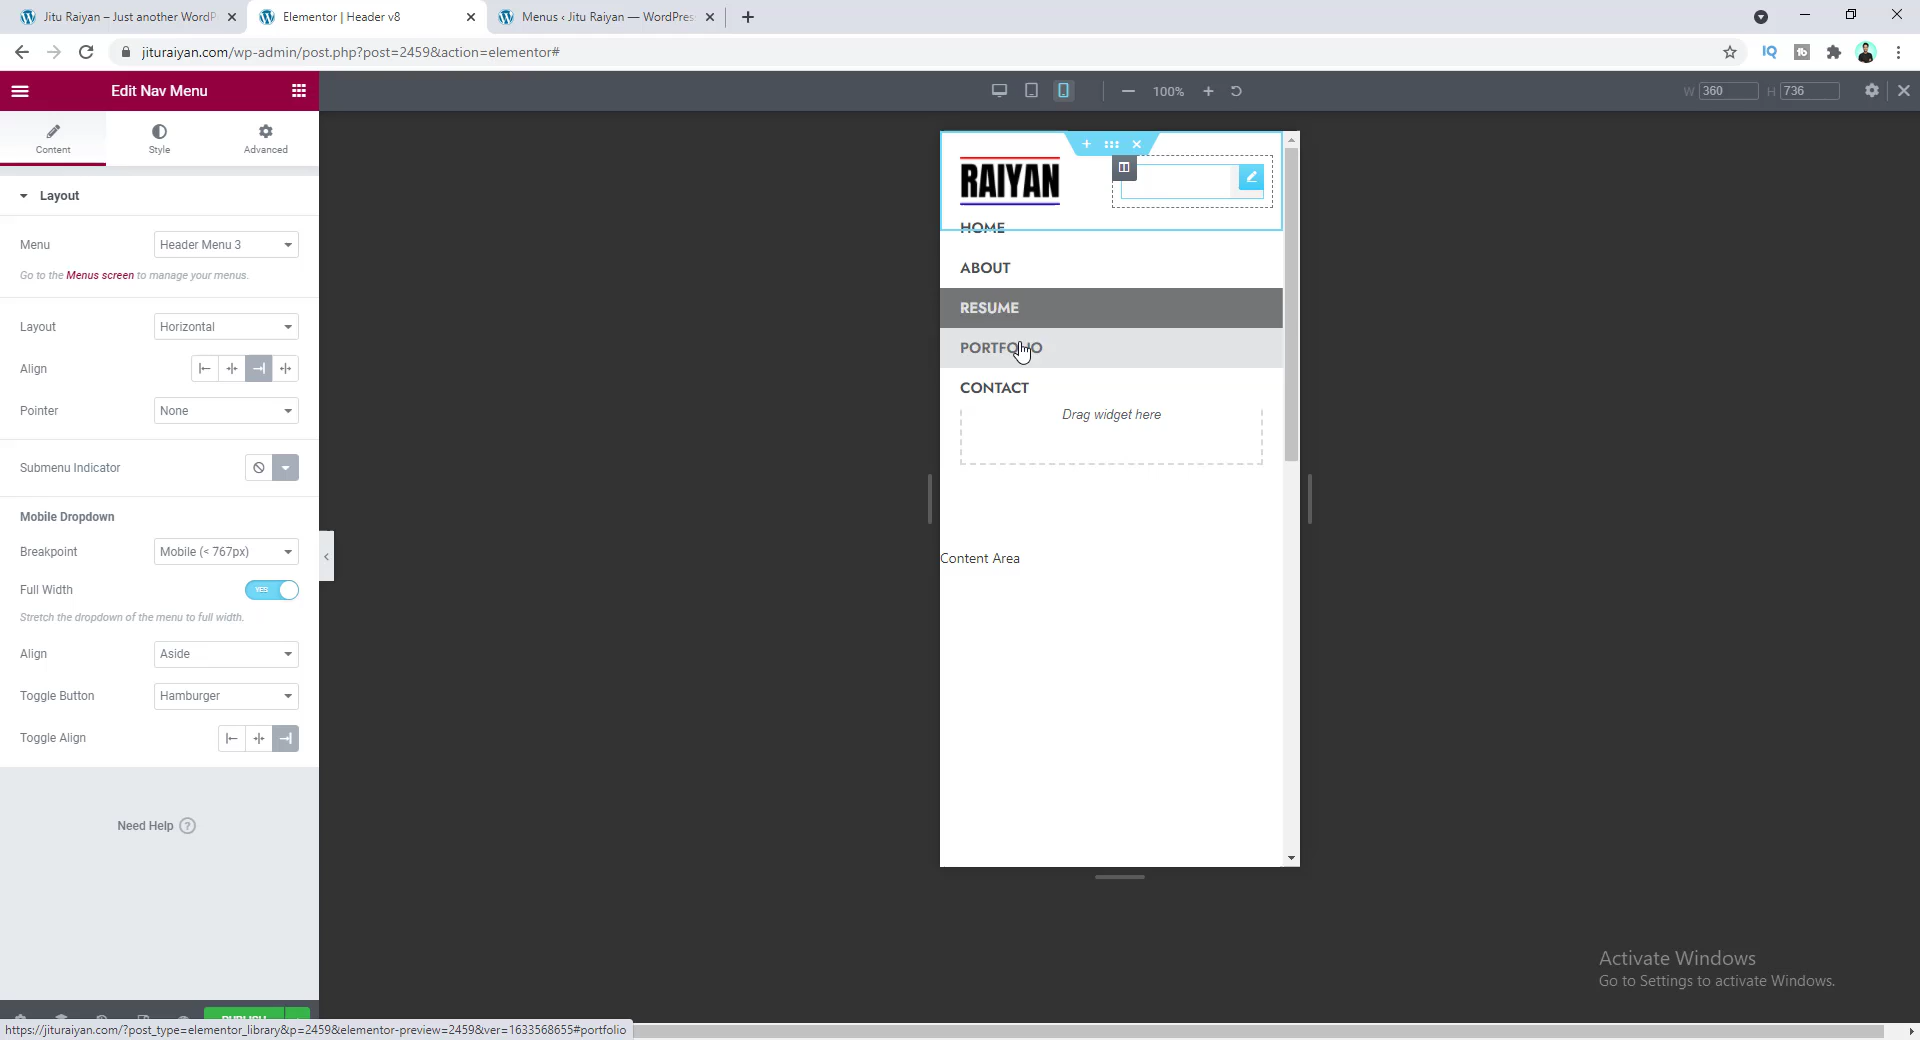 Jitu Raiyan – Just another WordP
Elementor | Header v8
Menus ‹ Jitu Raiyan — WordPres
jituraiyan.com/wp-admin/post.php?post=2459&action=elementor#
IQ
Edit Nav Menu
100%
W 360 H 736
Content
Style
Advanced
Layout
Menu
Header Menu 3
Go to the Menus screen to manage your menus.
Layout
Horizontal
Align
Pointer
None
Submenu Indicator
Mobile Dropdown
Breakpoint
Mobile (< 767px)
Full Width
YES
Stretch the dropdown of the menu to full width.
Align
Aside
Toggle Button
Hamburger
Toggle Align
Need Help ?
PUBLISH
RAIYAN
HOME
ABOUT
RESUME
PORTFOLIO
CONTACT
Drag widget here
Content Area
Activate Windows
Go to Settings to activate Windows.
https://jituraiyan.com/?post_type=elementor_library&p=2459&elementor-preview=2459&ver=1633568655#portfolio